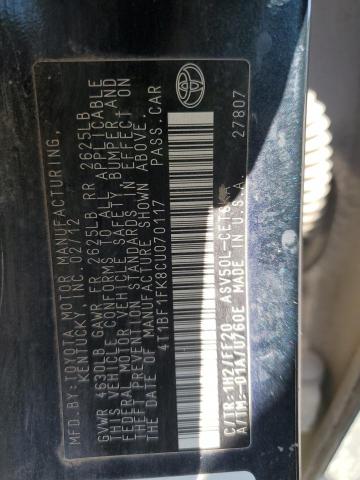 MFD. BY:TOYOTA MOTOR MANUFACTURING,
KENTUCKY,INC. 02/12
GVWR 4630LB GAWR FR 2625LB RR 2625LB
THIS VEHICLE CONFORMS TO ALL APPLICABLE
FEDERAL MOTOR VEHICLE SAFETY,BUMPER,AND
THEFT PREVENTION STANDARDS IN EFFECT
ON THE DATE OF MANUFACTURE SHOWN ABOVE.
4T1BF1FK8CU070117 PASS.CAR
C/TR:1H2/FF20 ASV50L-CETGKA
A/TM:-01A/U760E MADE IN U.S.A.
27807